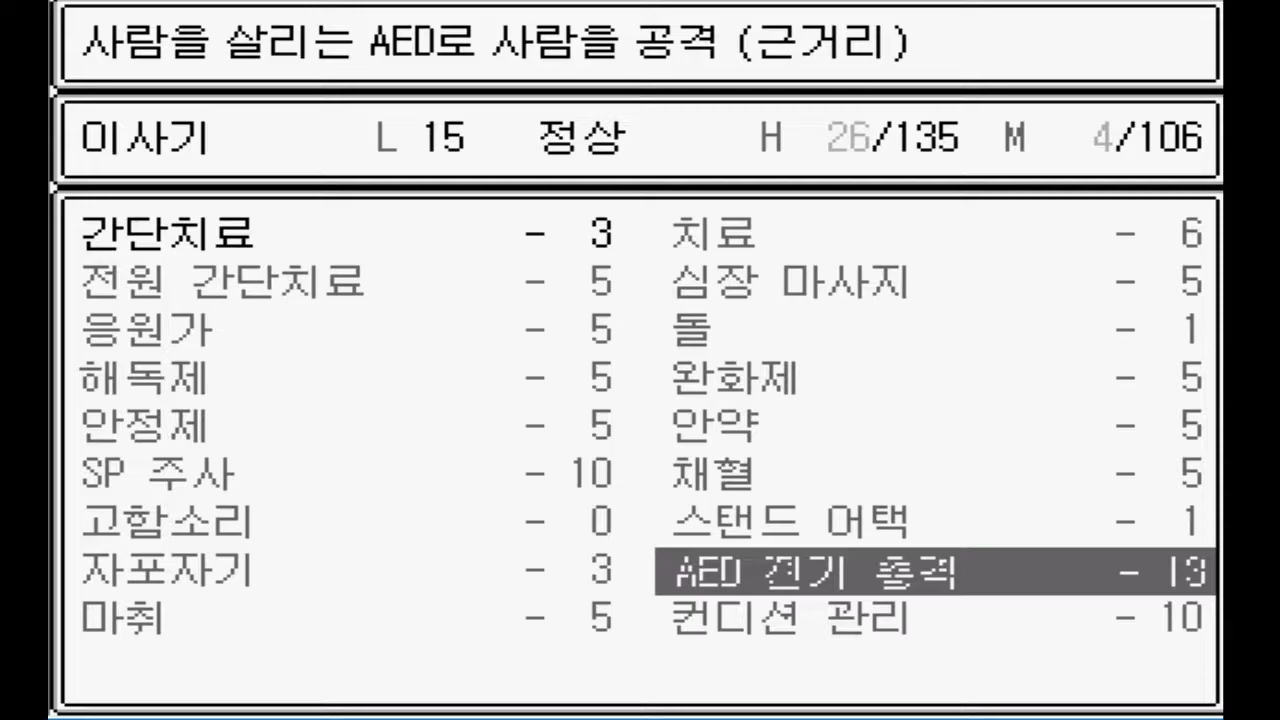 사람을 살리는 AED로 사람을 공격 (근거리)
이사기 L 15 정상 H 26/135 M 4/106
간단치료 - 3 치료 - 6
전원 간단치료 - 5 심장 마사지 - 5
응원가 - 5 돌 - 1
해독제 - 5 완화제 - 5
안정제 - 5 안약 - 5
SP 주사 - 10 채혈 - 5
고함소리 - 0 스탠드 어택 - 1
자포자기 - 3 AED 전기 충격 - 13
마취 - 5 컨디션 관리 - 10